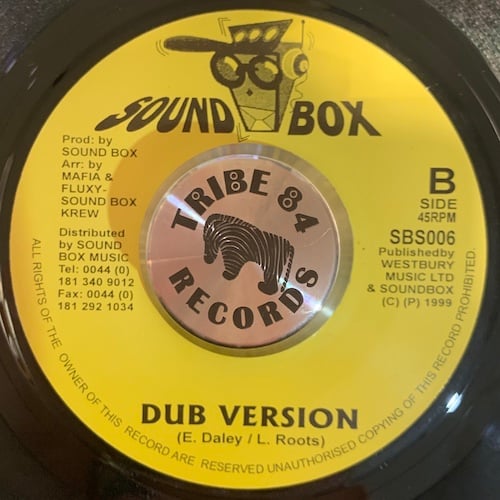 SOUND BOX
Prod: by
SOUND BOX
Arr: by
MAFIA &
FLUXY-
SOUND BOX
KREW
Distributed
by SOUND
BOX MUSIC
Tel: 0044 (0)
181 340 9012
Fax: 0044 (0)
181 292 1034
B
SIDE
45RPM
SBS006
Publishedby
WESTBURY
MUSIC LTD
& SOUNDBOX
(C) (P) 1999
TRIBE 84
RECORDS
DUB VERSION
(E. Daley / L. Roots)
ALL RIGHTS OF THE OWNER OF THIS RECORD ARE RESERVED UNAUTHORISED COPYING OF THIS RECORD PROHIBITED.